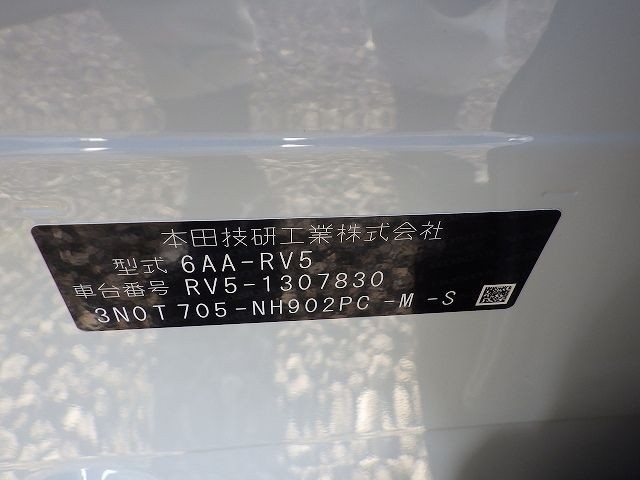 本田技研工業株式会社
型式 6AA-RV5
車台番号 RV5-1307830
3N0T705-NH902PC-M-S